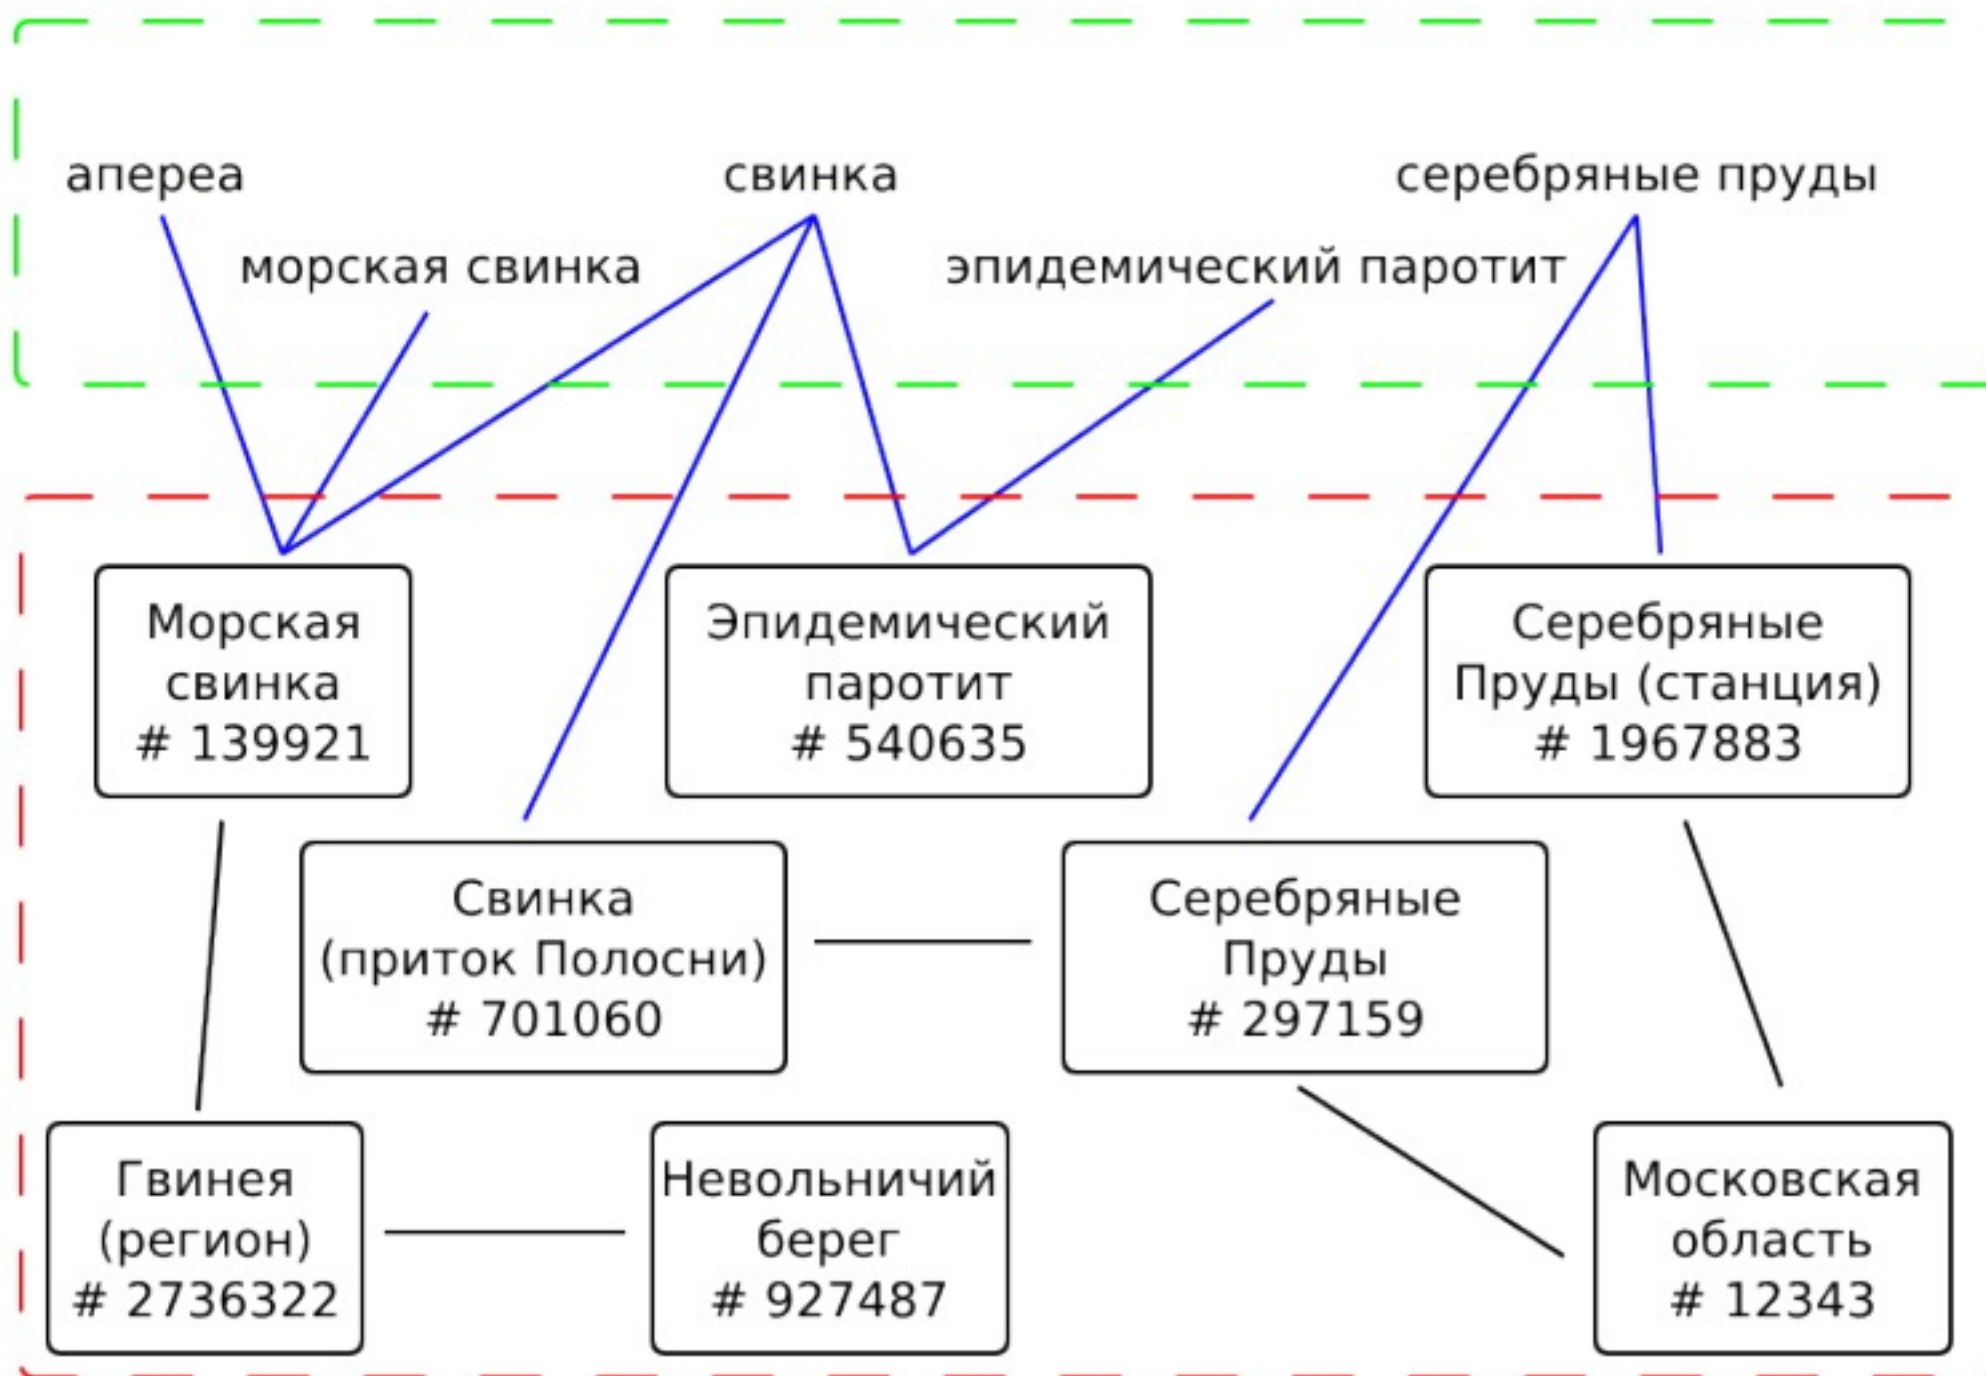 апереа
свинка
серебряные пруды
морская свинка
эпидемический паротит
Морская
свинка
# 139921
Эпидемический
паротит
# 540635
Серебряные
Пруды (станция)
# 1967883
Свинка
(приток Полосни)
# 701060
Серебряные
Пруды
# 297159
Гвинея
(регион)
# 2736322
Невольничий
берег
# 927487
Московская
область
# 12343